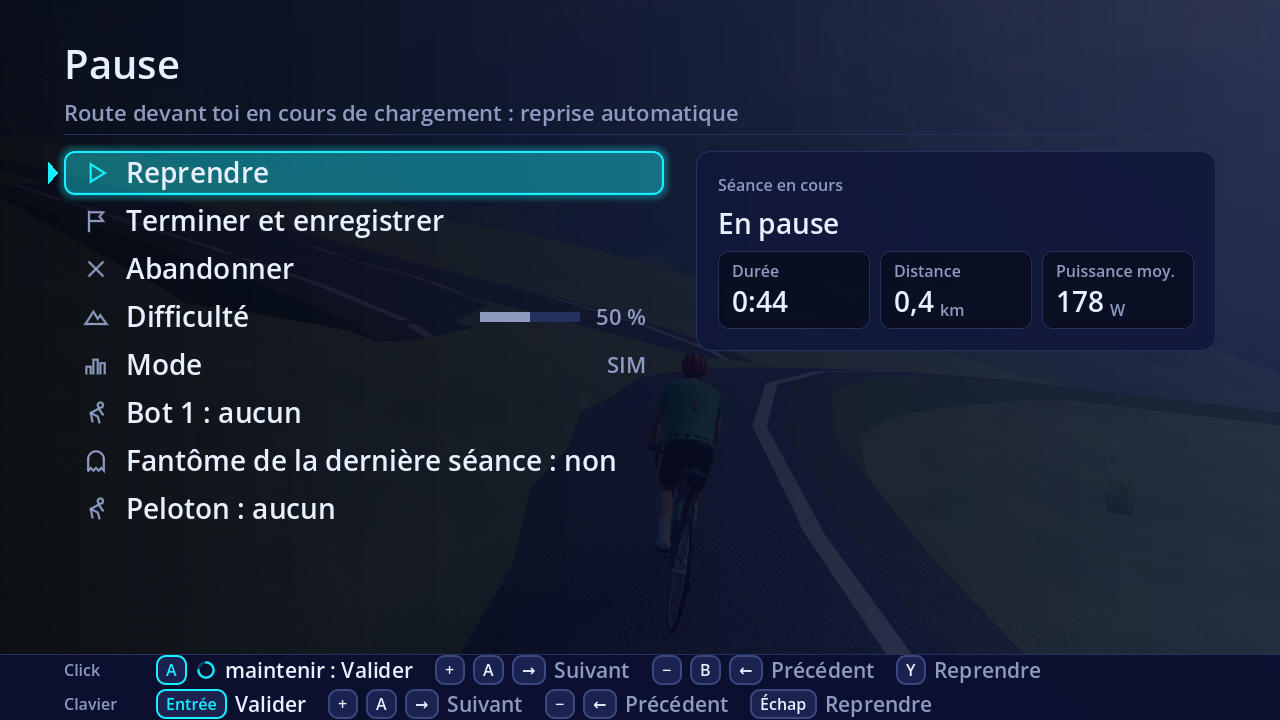 Pause
Route devant toi en cours de chargement : reprise automatique
Reprendre
Terminer et enregistrer
Abandonner
Difficulté 50 %
Mode SIM
Bot 1 : aucun
Fantôme de la dernière séance : non
Peloton : aucun
Séance en cours
En pause
Durée Distance Puissance moy.
0:44 0,4 km 178 W
Click A maintenir : Valider + A → Suivant − B ← Précédent Y Reprendre
Clavier Entrée Valider + A → Suivant − ← Précédent Échap Reprendre